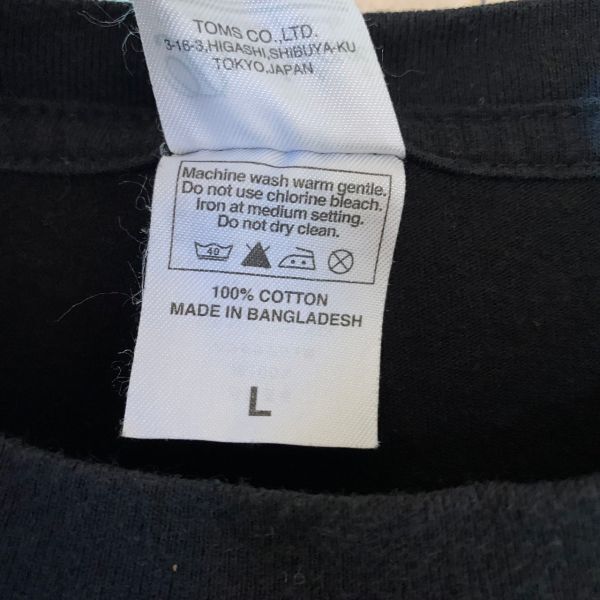 TOMS CO.,LTD.
3-16-3,HIGASHI,SHIBUYA-KU
TOKYO.JAPAN
Machine wash warm gentle.
Do not use chlorine bleach.
Iron at medium setting.
Do not dry clean.
40
100% COTTON
MADE IN BANGLADESH
L